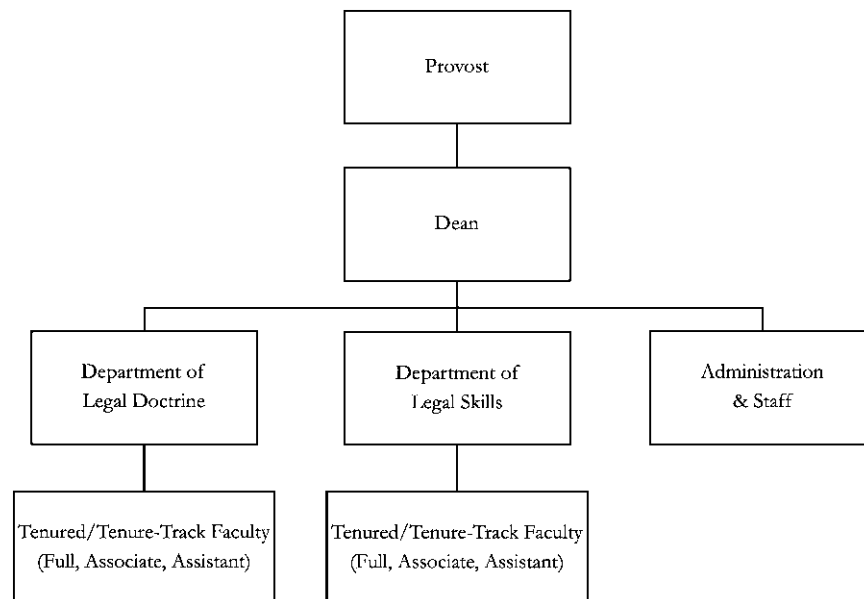 Provost
Dean
Department of
Legal Doctrine
Department of
Legal Skills
Administration
& Staff
Tenured/Tenure-Track Faculty
(Full, Associate, Assistant)
Tenured/Tenure-Track Faculty
(Full, Associate, Assistant)